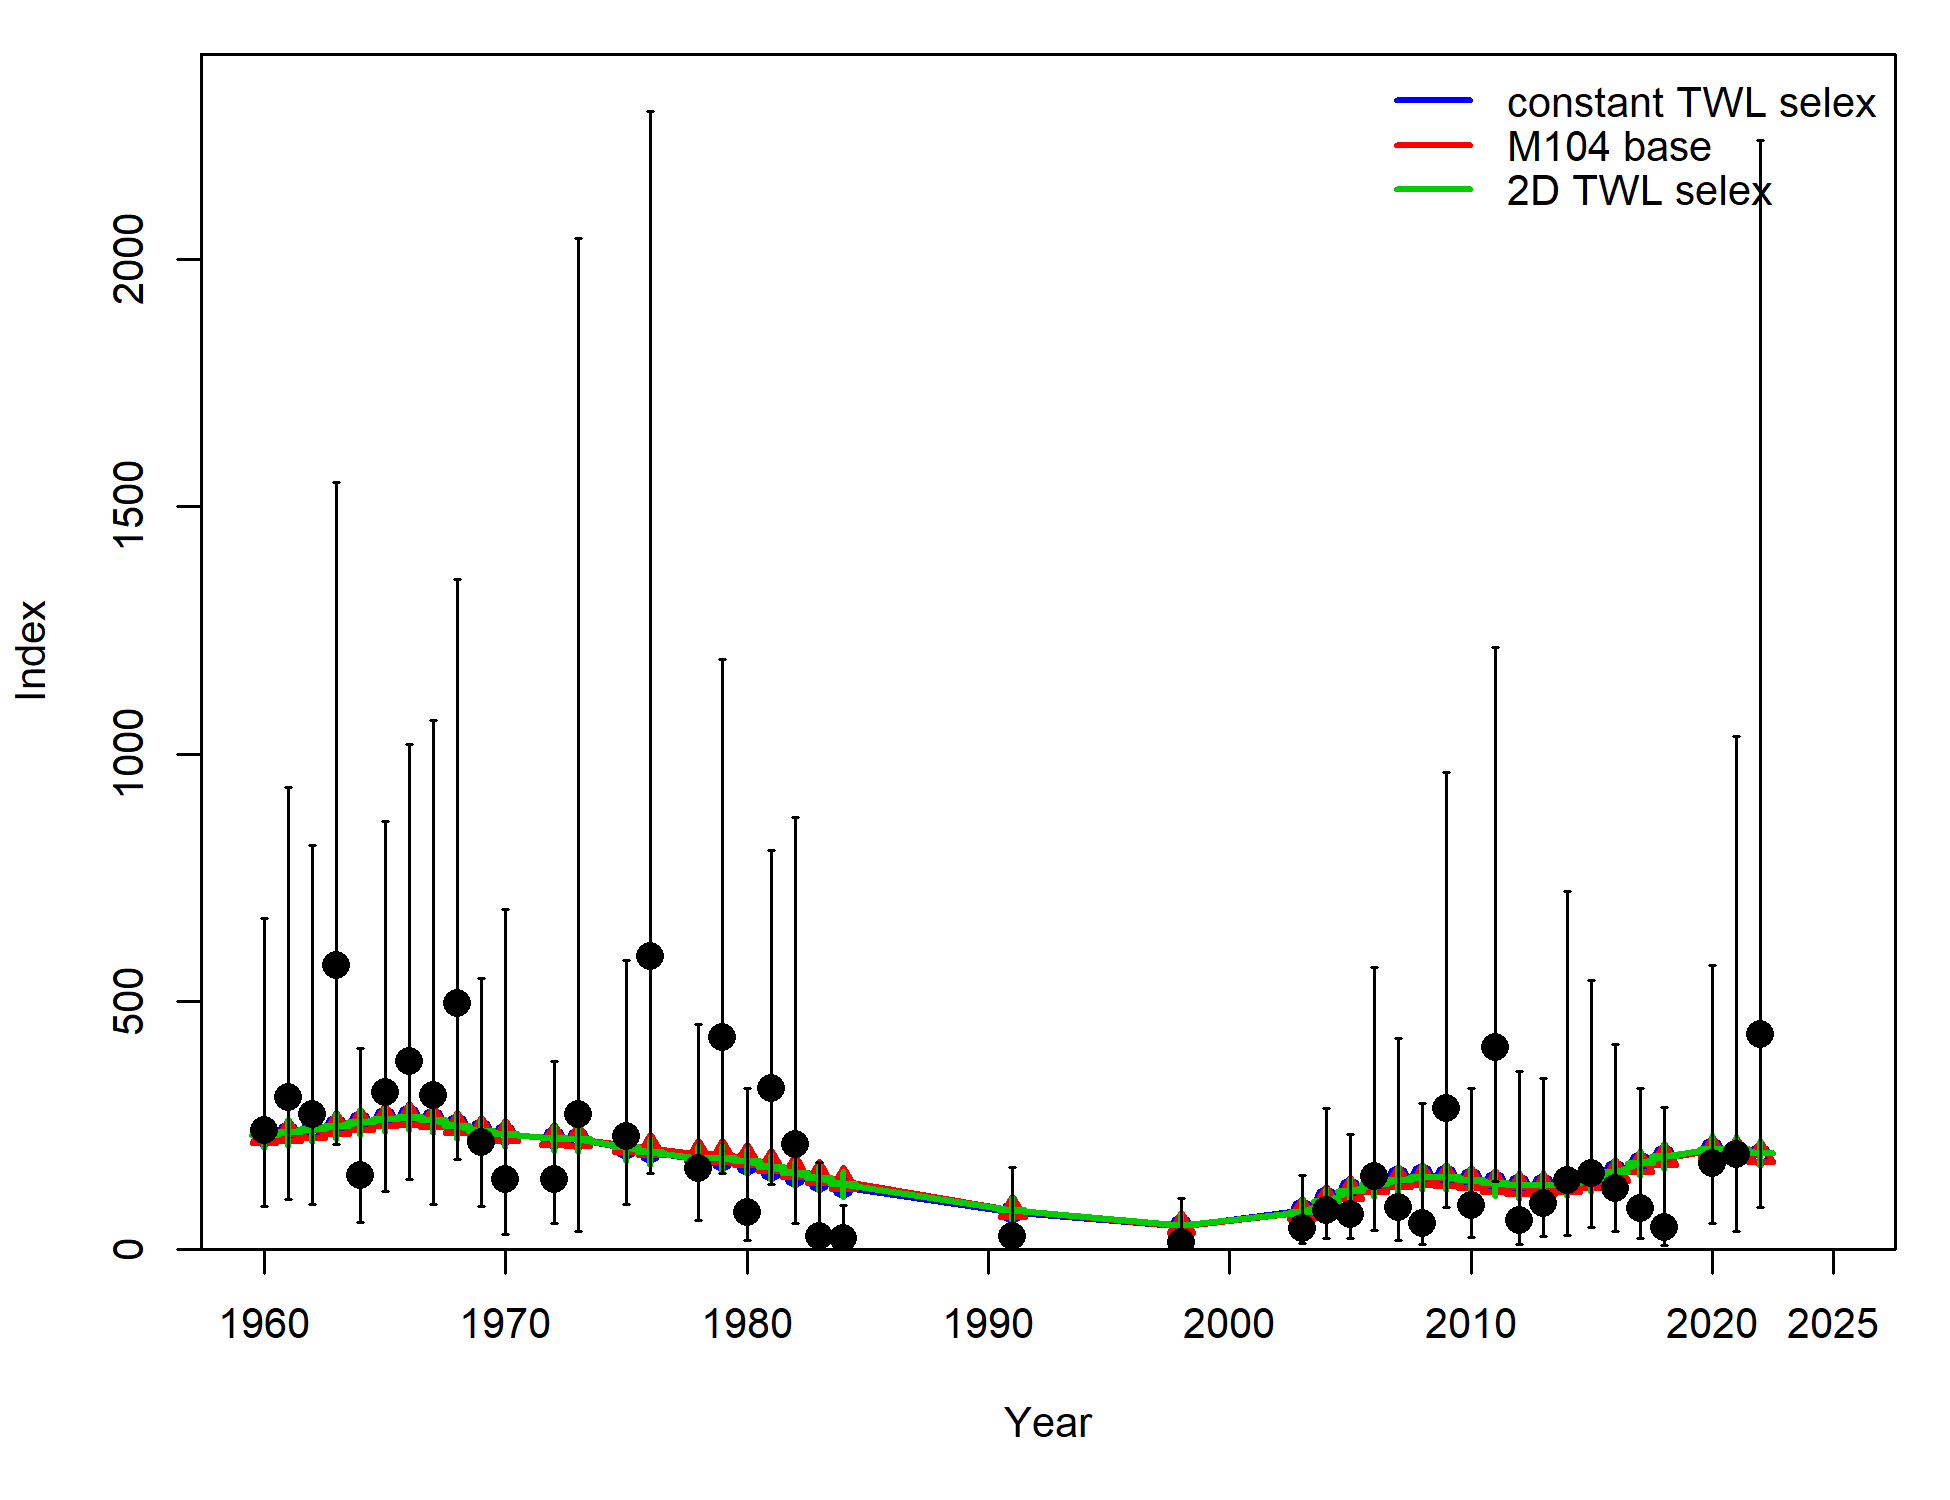 constant TWL selex
M104 base
2D TWL selex
2000
1500
1000
500
0
Index
1960 1970 1980 1990 2000 2010 2020 2025
Year